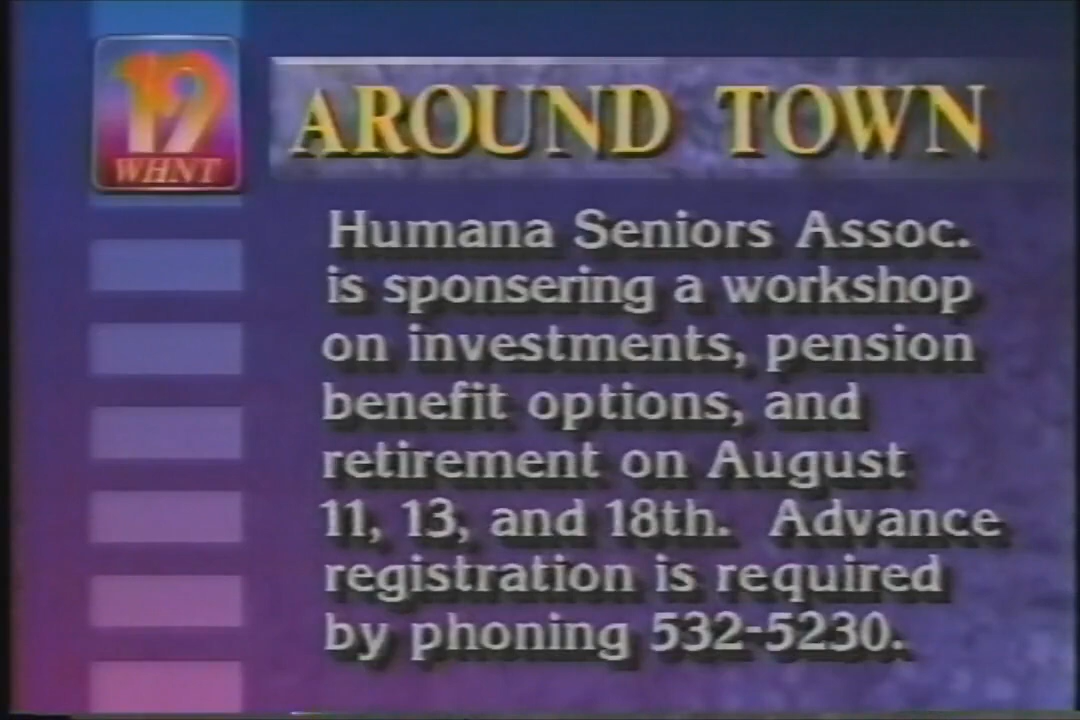 19
WHNT
AROUND TOWN
Humana Seniors Assoc.
is sponsering a workshop
on investments, pension
benefit options, and
retirement on August
11, 13, and 18th. Advance
registration is required
by phoning 532-5230.